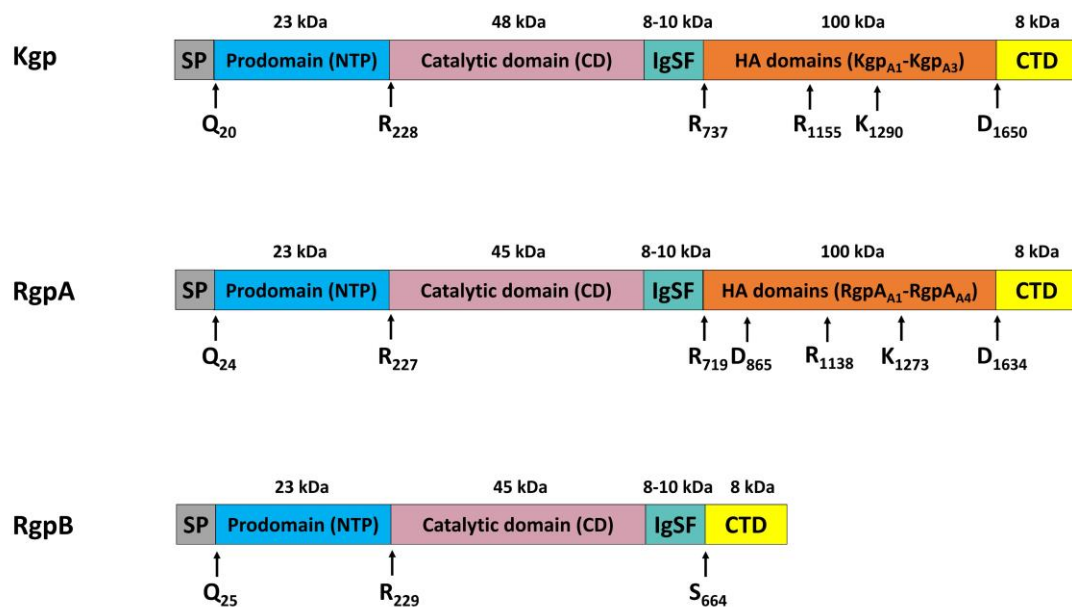 23 kDa 48 kDa 8-10 kDa 100 kDa 8 kDa
Kgp SP Prodomain (NTP) Catalytic domain (CD) IgSF HA domains (KgpA1-KgpA3) CTD
Q20 R228 R737 R1155 K1290 D1650
23 kDa 45 kDa 8-10 kDa 100 kDa 8 kDa
RgpA SP Prodomain (NTP) Catalytic domain (CD) IgSF HA domains (RgpAA1-RgpAA4) CTD
Q24 R227 R719 D865 R1138 K1273 D1634
23 kDa 45 kDa 8-10 kDa 8 kDa
RgpB SP Prodomain (NTP) Catalytic domain (CD) IgSF CTD
Q25 R229 S664